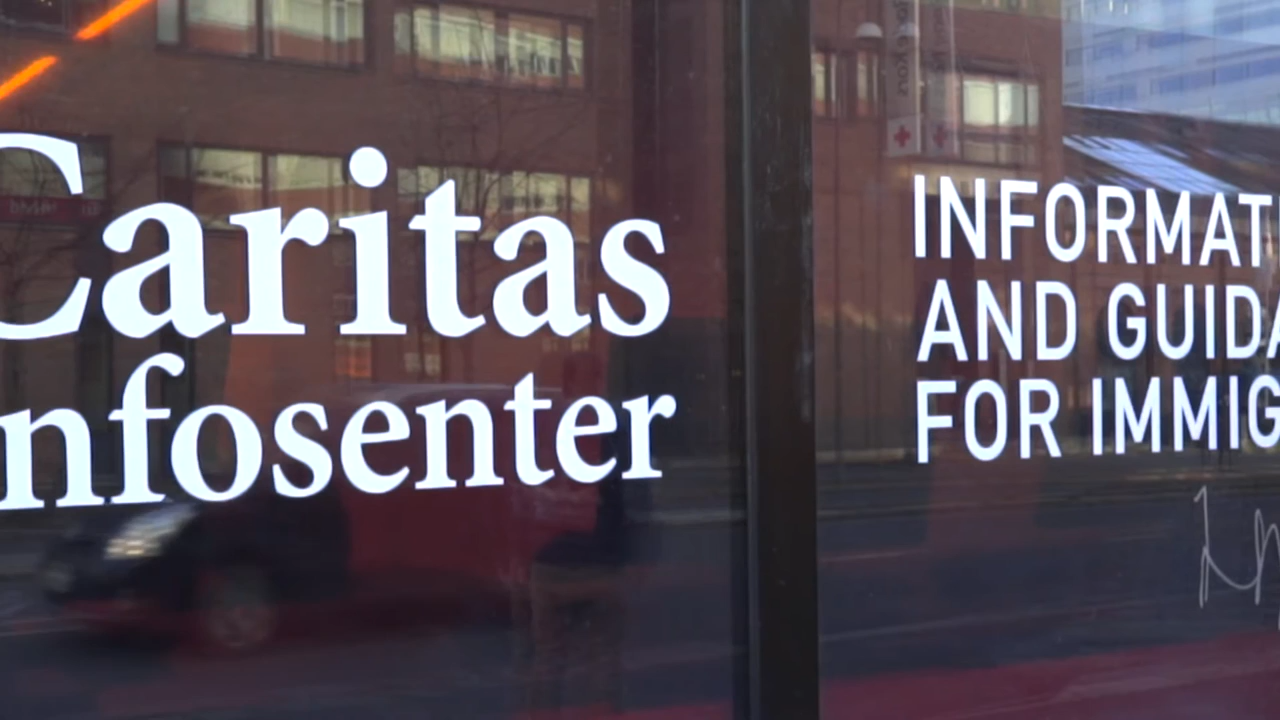 Caritas
nfosenter
INFORMAT
AND GUIDA
FOR IMMIG